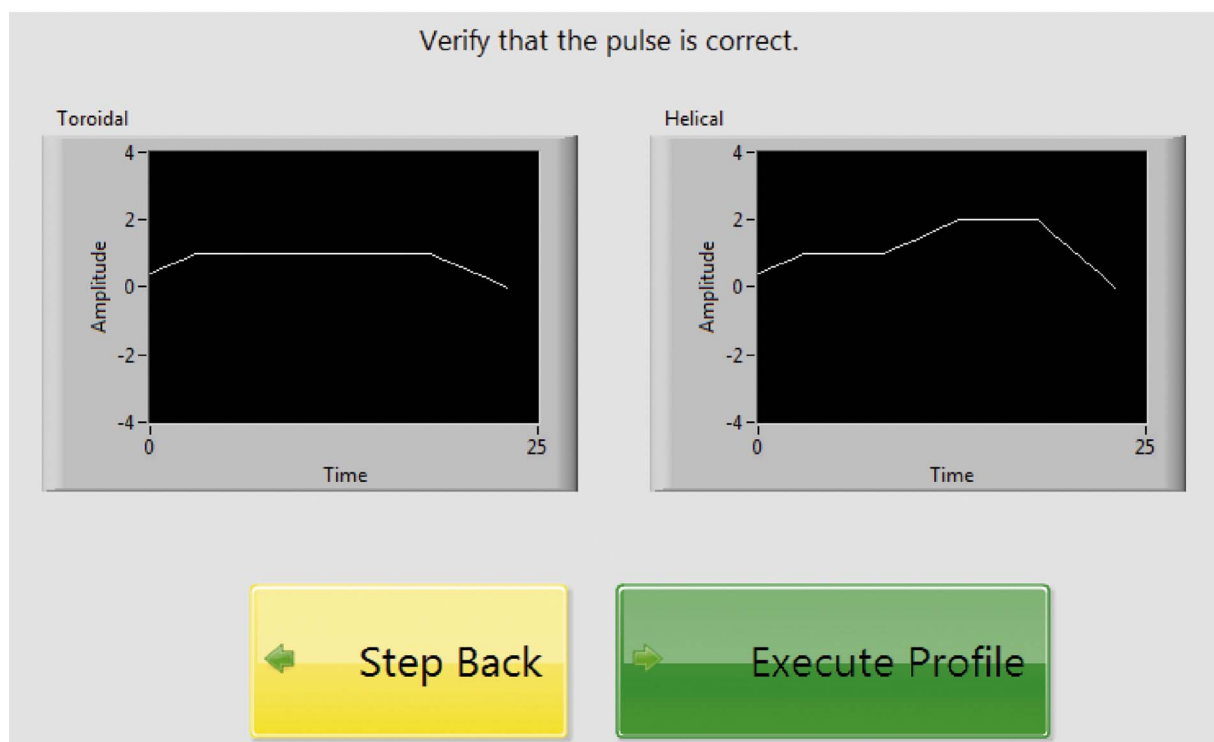 Verify that the pulse is correct.
Toroidal
4
2
0
-2
-4
Amplitude
0
25
Time
Helical
4
2
0
-2
-4
Amplitude
0
25
Time
Step Back
Execute Profile